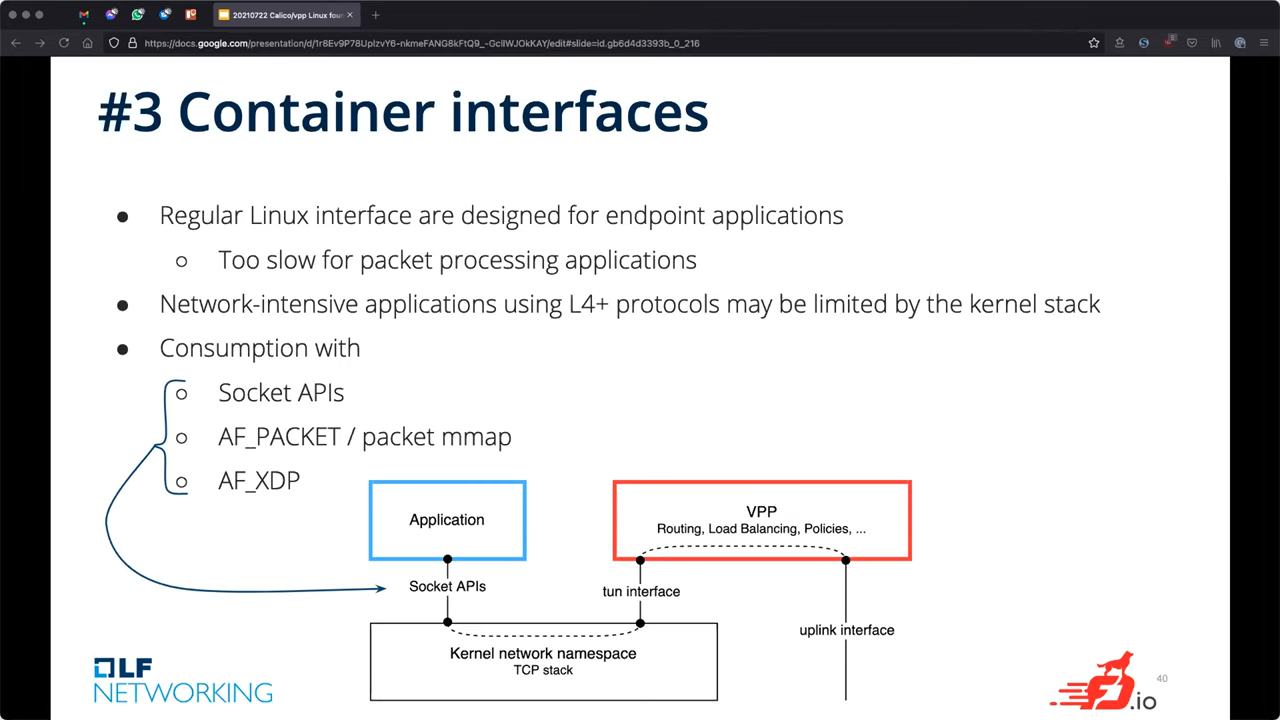 20210722 Calico/vpp Linux foun
https://docs.google.com/presentation/d/1r8Ev9P78UplzvY6-nkmeFANG8kFtQ9_-GclIWJOkKAY/edit#slide=id.gb6d4d3393b_0_216
#3 Container interfaces
Regular Linux interface are designed for endpoint applications
Too slow for packet processing applications
Network-intensive applications using L4+ protocols may be limited by the kernel stack
Consumption with
Socket APIs
AF_PACKET / packet mmap
AF_XDP
Application
VPP
Routing, Load Balancing, Policies, ...
Socket APIs
tun interface
uplink interface
Kernel network namespace
TCP stack
LF
NETWORKING
FD.io
40